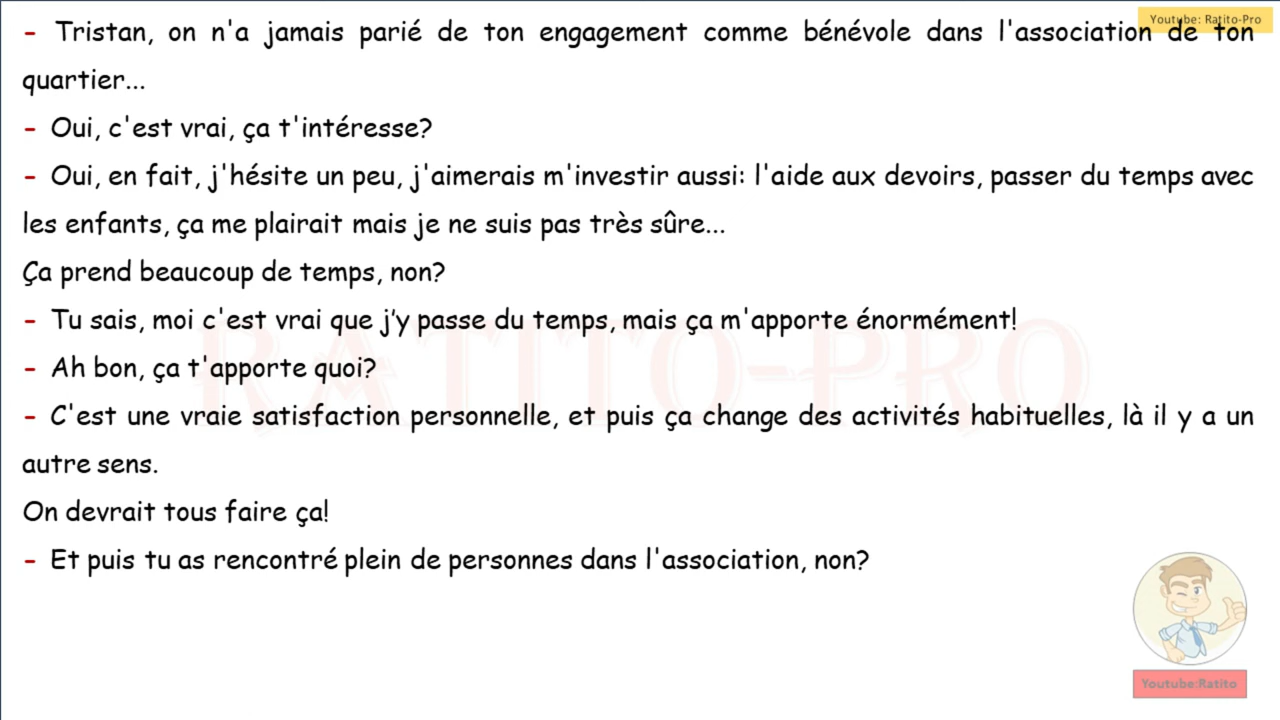 Youtube: Ratito-Pro
- Tristan, on n'a jamais parié de ton engagement comme bénévole dans l'association de ton
quartier...
- Oui, c'est vrai, ça t'intéresse?
- Oui, en fait, j'hésite un peu, j'aimerais m'investir aussi: l'aide aux devoirs, passer du temps avec
les enfants, ça me plairait mais je ne suis pas très sûre...
Ça prend beaucoup de temps, non?
- Tu sais, moi c'est vrai que j'y passe du temps, mais ça m'apporte énormément!
- Ah bon, ça t'apporte quoi?
- C'est une vraie satisfaction personnelle, et puis ça change des activités habituelles, là il y a un
autre sens.
On devrait tous faire ça!
- Et puis tu as rencontré plein de personnes dans l'association, non?
RATITO-PRO
Youtube:Ratito